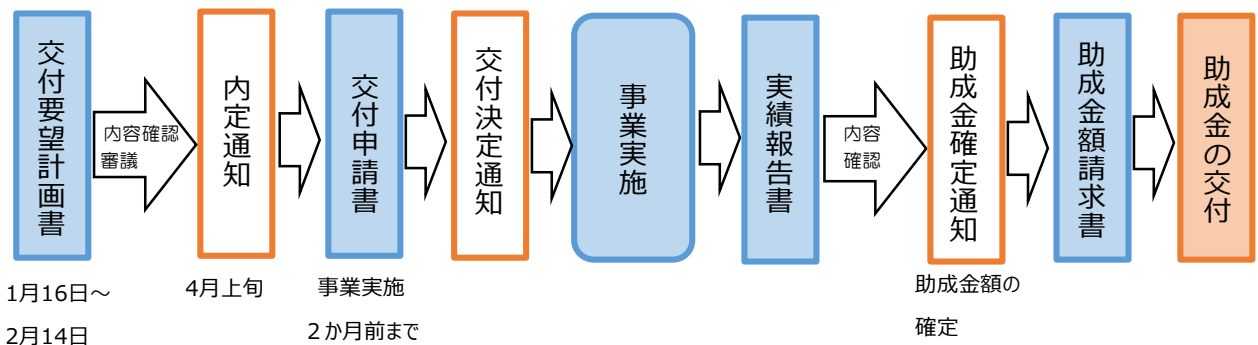 交付要望計画書
内容確認
審議
内定通知
交付申請書
交付決定通知
事業実施
実績報告書
内容
確認
助成金確定通知
助成金額請求書
助成金の交付
1月16日～
2月14日
4月上旬
事業実施
２か月前まで
助成金額の
確定